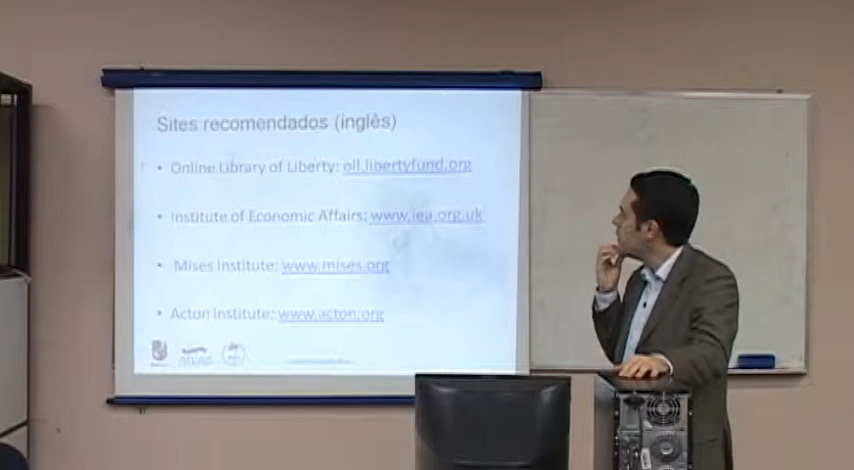 Sites recomendados (inglês)
• Online Library of Liberty: oll.libertyfund.org
• Institute of Economic Affairs: www.iea.org.uk
• Mises Institute: www.mises.org
• Acton Institute: www.acton.org